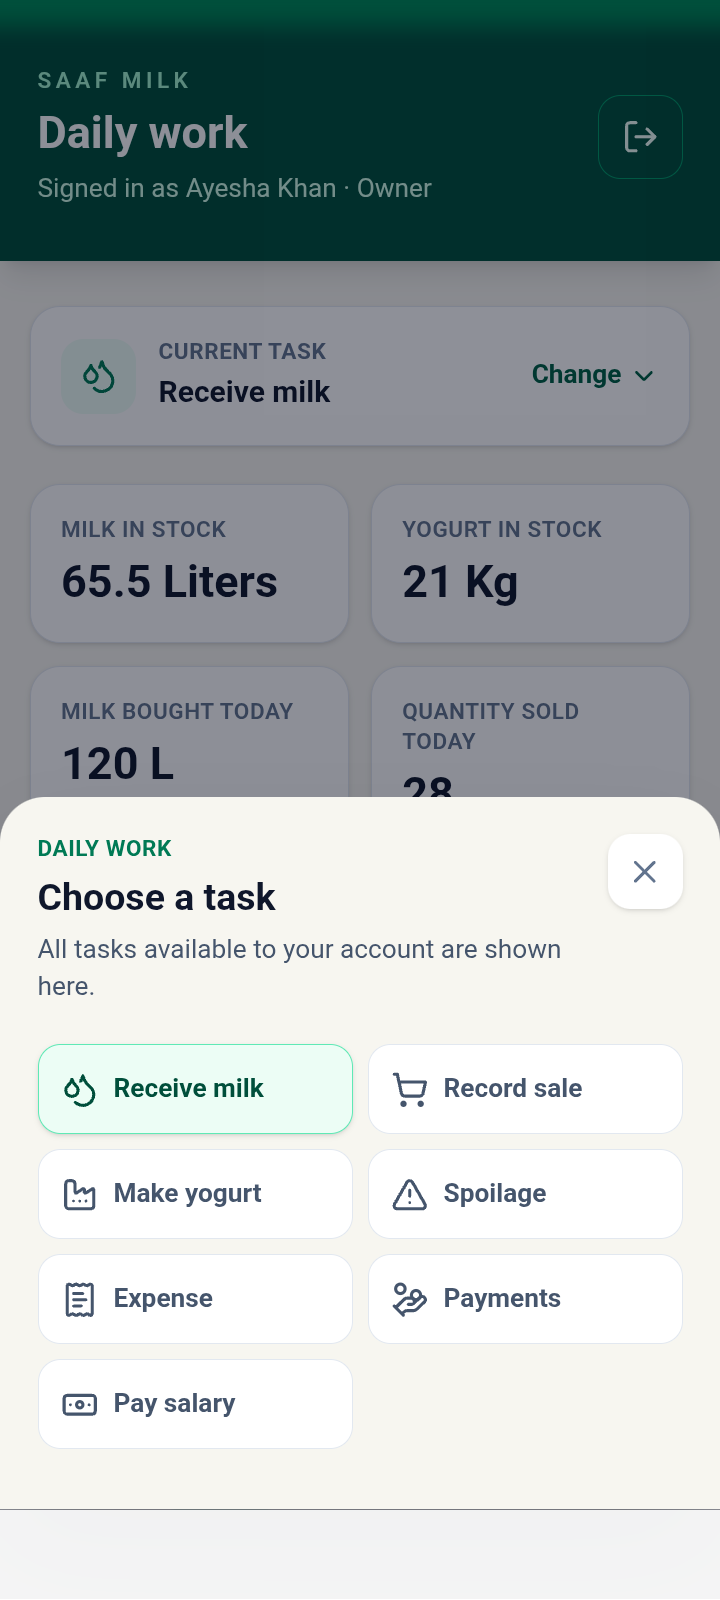 SAAF MILK
Daily work
Signed in as Ayesha Khan · Owner
CURRENT TASK
Receive milk
Change
MILK IN STOCK
65.5 Liters
YOGURT IN STOCK
21 Kg
MILK BOUGHT TODAY
120 L
QUANTITY SOLD
TODAY
28
DAILY WORK
Choose a task
All tasks available to your account are shown
here.
Receive milk
Record sale
Make yogurt
Spoilage
Expense
Payments
Pay salary